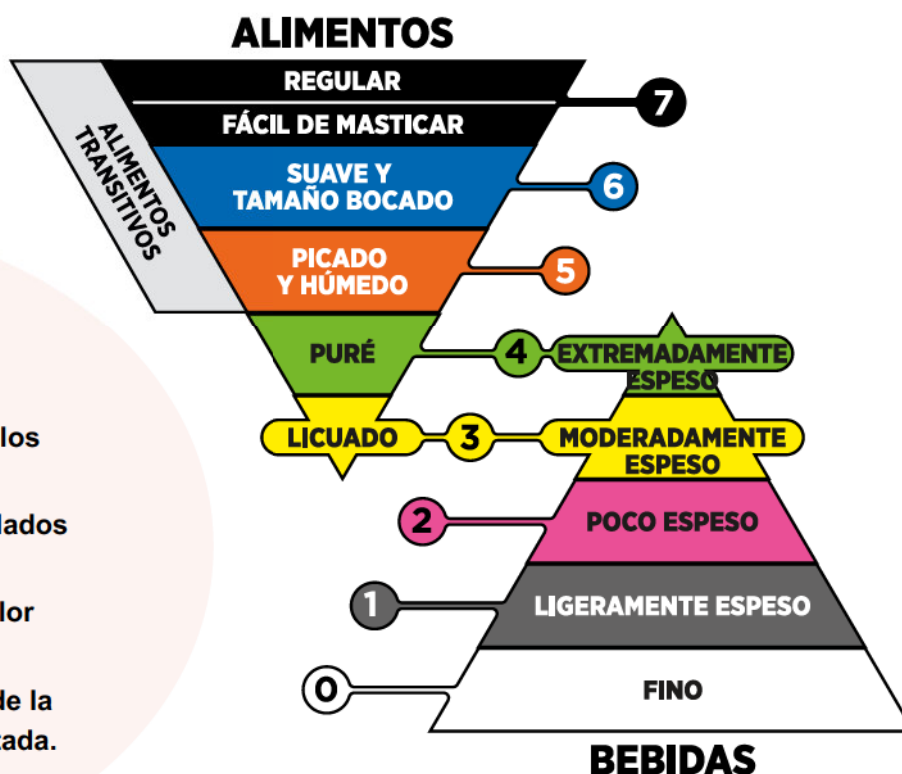 ALIMENTOS
REGULAR
FÁCIL DE MASTICAR
7
ALIMENTOS
TRANSITIVOS
SUAVE Y
TAMAÑO BOCADO
6
PICADO
Y HÚMEDO
5
PURÉ
4
EXTREMADAMENTE
ESPESO
LICUADO
3
MODERADAMENTE
ESPESO
2
POCO ESPESO
1
LIGERAMENTE ESPESO
0
FINO
BEBIDAS
los
lados
lor
de la
tada.